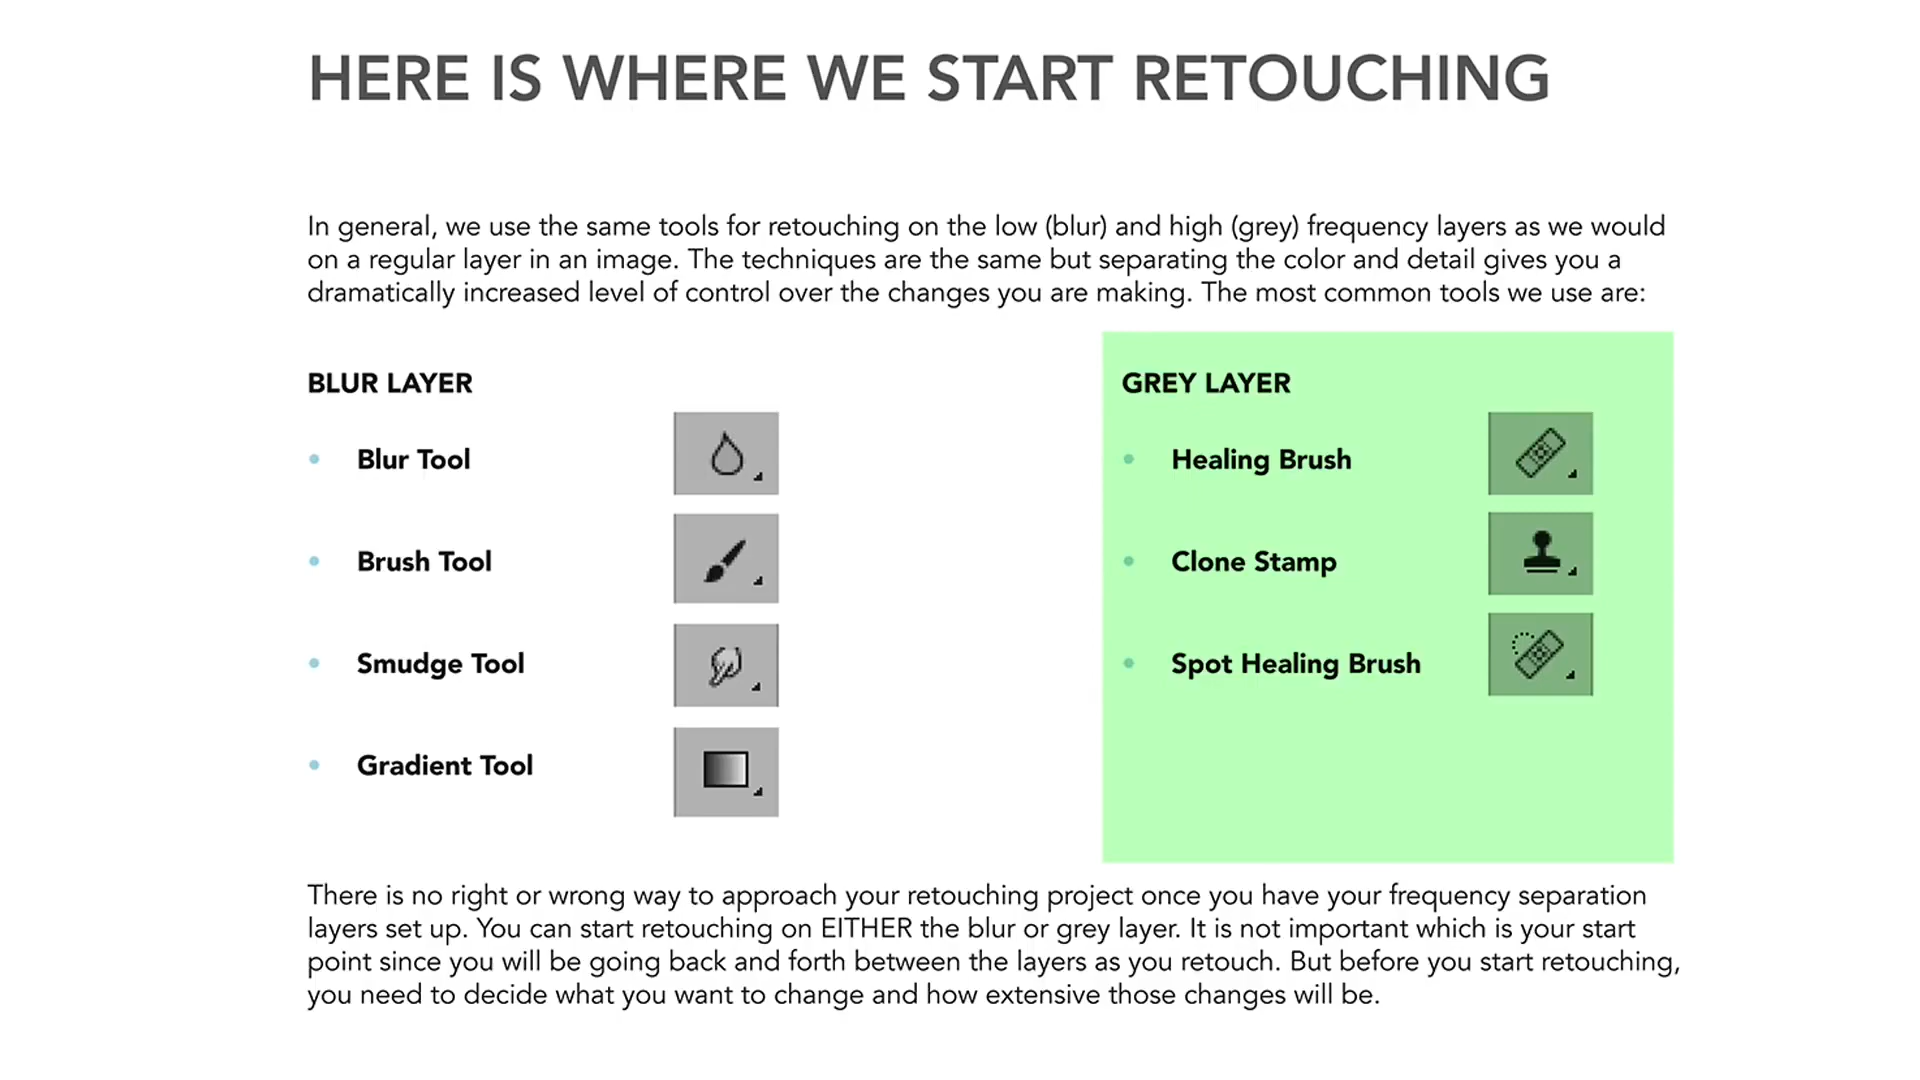 HERE IS WHERE WE START RETOUCHING
In general, we use the same tools for retouching on the low (blur) and high (grey) frequency layers as we would
on a regular layer in an image. The techniques are the same but separating the color and detail gives you a
dramatically increased level of control over the changes you are making. The most common tools we use are:
BLUR LAYER
• Blur Tool
• Brush Tool
• Smudge Tool
• Gradient Tool
GREY LAYER
• Healing Brush
• Clone Stamp
• Spot Healing Brush
There is no right or wrong way to approach your retouching project once you have your frequency separation
layers set up. You can start retouching on EITHER the blur or grey layer. It is not important which is your start
point since you will be going back and forth between the layers as you retouch. But before you start retouching,
you need to decide what you want to change and how extensive those changes will be.